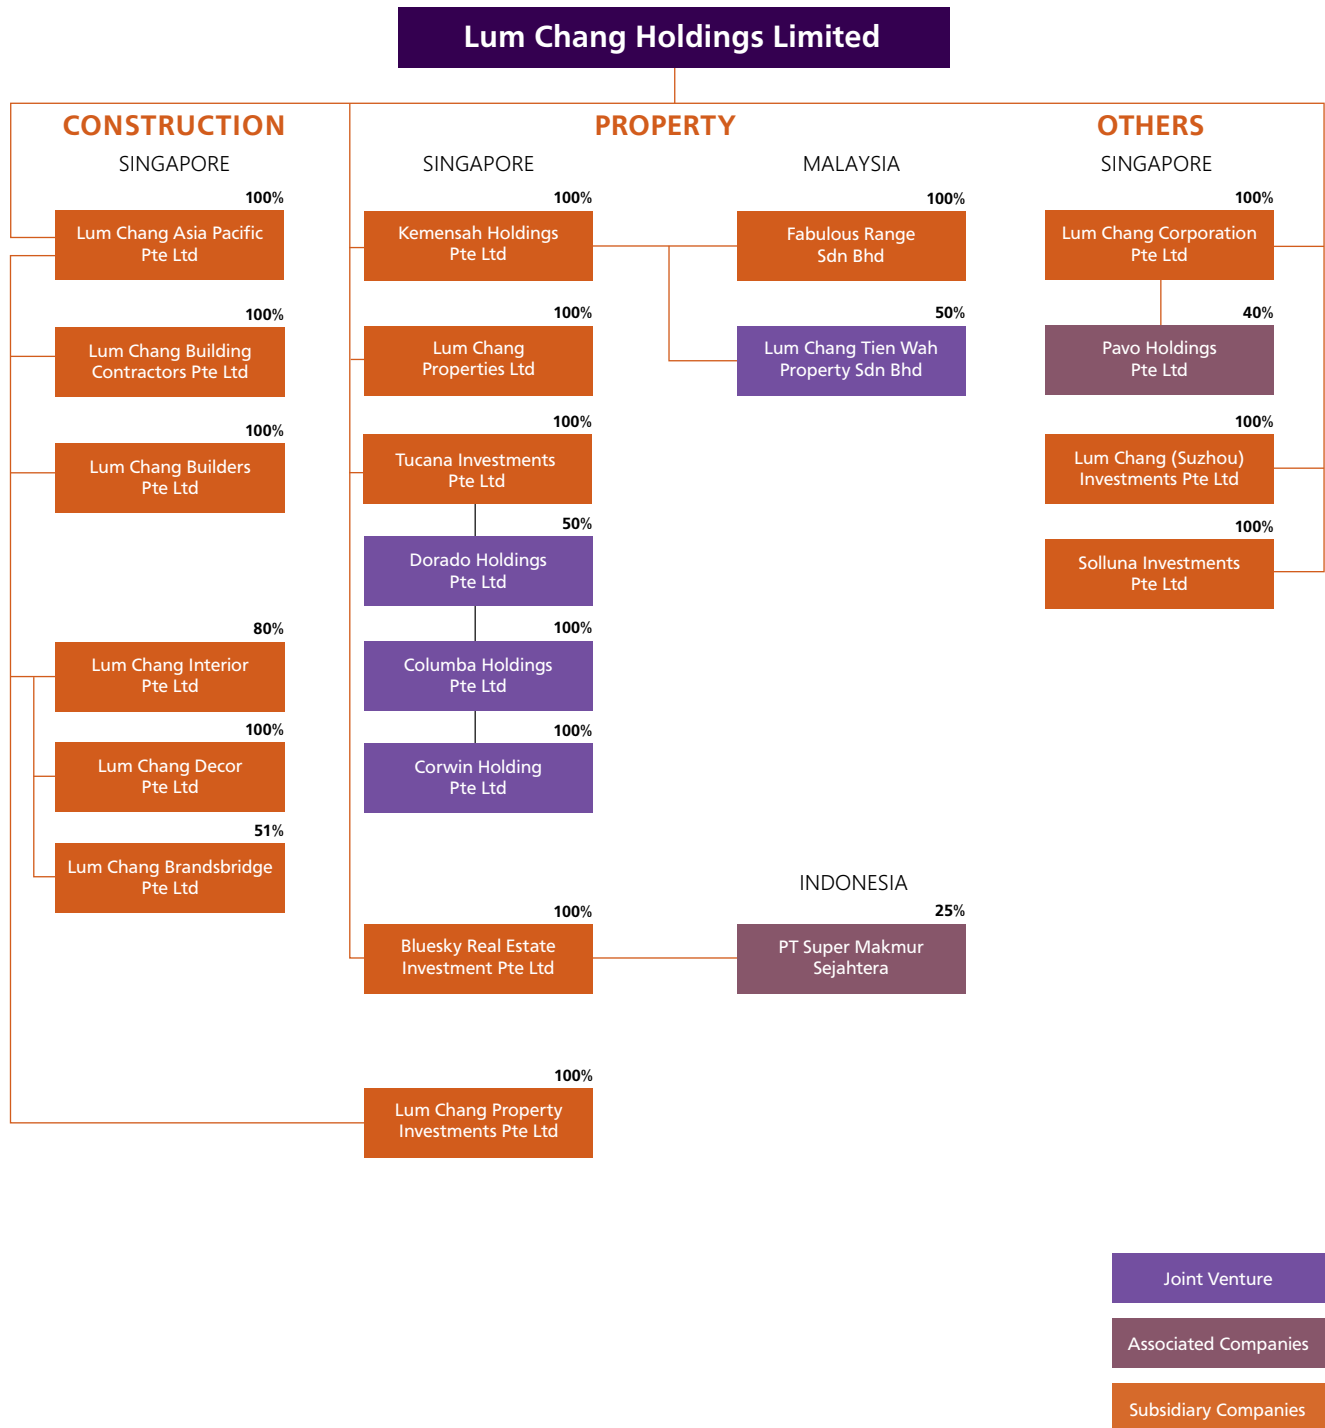 Lum Chang Holdings Limited
CONSTRUCTION
SINGAPORE
100%
Lum Chang Asia Pacific
Pte Ltd
100%
Lum Chang Building
Contractors Pte Ltd
100%
Lum Chang Builders
Pte Ltd
80%
Lum Chang Interior
Pte Ltd
100%
Lum Chang Decor
Pte Ltd
51%
Lum Chang Brandsbridge
Pte Ltd
PROPERTY
SINGAPORE
100%
Kemensah Holdings
Pte Ltd
100%
Lum Chang
Properties Ltd
100%
Tucana Investments
Pte Ltd
50%
Dorado Holdings
Pte Ltd
100%
Columba Holdings
Pte Ltd
100%
Corwin Holding
Pte Ltd
100%
Bluesky Real Estate
Investment Pte Ltd
100%
Lum Chang Property
Investments Pte Ltd
MALAYSIA
100%
Fabulous Range
Sdn Bhd
50%
Lum Chang Tien Wah
Property Sdn Bhd
INDONESIA
25%
PT Super Makmur
Sejahtera
OTHERS
SINGAPORE
100%
Lum Chang Corporation
Pte Ltd
40%
Pavo Holdings
Pte Ltd
100%
Lum Chang (Suzhou)
Investments Pte Ltd
100%
Solluna Investments
Pte Ltd
Joint Venture
Associated Companies
Subsidiary Companies